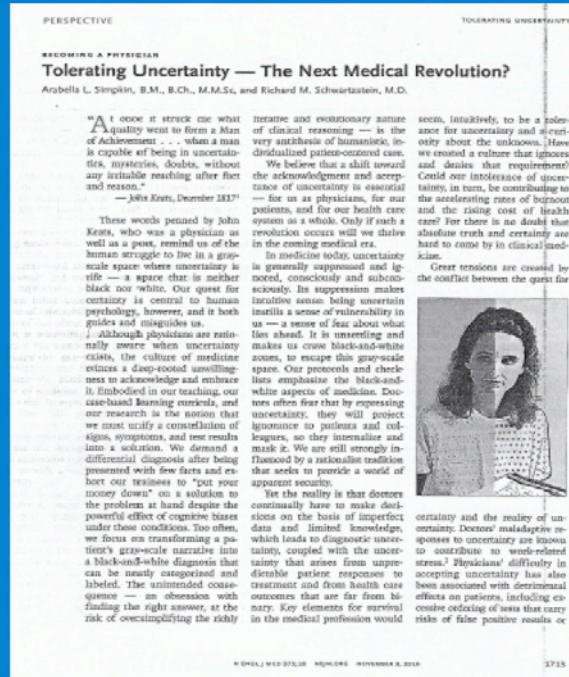 PERSPECTIVE
TOLERATING UNCERTAINTY
BECOMING A PHYSICIAN
Tolerating Uncertainty — The Next Medical Revolution?
Arabella L. Simpkin, B.M., B.Ch., M.M.Sc, and Richard M. Schwartzstein, M.D.
"At once it struck me what
quality went to form a Man
of Achievement . . . when a man
is capable of being in uncertain-
ties, mysteries, doubts, without
any irritable reaching after fact
and reason."
— John Keats, December 1817¹
These words penned by John
Keats, who was a physician as
well as a poet, remind us of the
human struggle to live in a gray-
scale space where uncertainty is
rife — a space that is neither
black nor white. Our quest for
certainty is central to human
psychology, however, and it both
guides and misguides us.
Although physicians are ratio-
nally aware when uncertainty
exists, the culture of medicine
evinces a deep-rooted unwilling-
ness to acknowledge and embrace
it. Embodied in our teaching, our
case-based learning curricula, and
our research is the notion that
we must unify a constellation of
signs, symptoms, and test results
into a solution. We demand a
differential diagnosis after being
presented with few facts and ex-
hort our trainees to "put your
money down" on a solution to
the problem at hand despite the
powerful effect of cognitive biases
under these conditions. Too often,
we focus on transforming a pa-
tient's gray-scale narrative into
a black-and-white diagnosis that
can be neatly categorized and
labeled. The unintended conse-
quence — an obsession with
finding the right answer, at the
risk of oversimplifying the richly
iterative and evolutionary nature
of clinical reasoning — is the
very antithesis of humanistic, in-
dividualized patient-centered care.
We believe that a shift toward
the acknowledgment and accep-
tance of uncertainty is essential
— for us as physicians, for our
patients, and for our health care
system as a whole. Only if such a
revolution occurs will we thrive
in the coming medical era.
In medicine today, uncertainty
is generally suppressed and ig-
nored, consciously and subcon-
sciously. Its suppression makes
intuitive sense: being uncertain
instills a sense of vulnerability in
us — a sense of fear about what
lies ahead. It is unsettling and
makes us crave black-and-white
zones, to escape this gray-scale
space. Our protocols and check-
lists emphasize the black-and-
white aspects of medicine. Doc-
tors often fear that by expressing
uncertainty, they will project
ignorance to patients and col-
leagues, so they internalize and
mask it. We are still strongly in-
fluenced by a rationalist tradition
that seeks to provide a world of
apparent security.
Yet the reality is that doctors
continually have to make deci-
sions on the basis of imperfect
data and limited knowledge,
which leads to diagnostic uncer-
tainty, coupled with the uncer-
tainty that arises from unpre-
dictable patient responses to
treatment and from health care
outcomes that are far from bi-
nary. Key elements for survival
in the medical profession would
seem, intuitively, to be a toler-
ance for uncertainty and a curi-
osity about the unknown. Have
we created a culture that ignores
and denies that requirement?
Could our intolerance of uncer-
tainty, in turn, be contributing to
the accelerating rates of burnout
and the rising cost of health
care? For there is no doubt that
absolute truth and certainty are
hard to come by in clinical med-
icine.
Great tensions are created by
the conflict between the quest for
certainty and the reality of un-
certainty. Doctors' maladaptive re-
sponses to uncertainty are known
to contribute to work-related
stress.² Physicians' difficulty in
accepting uncertainty has also
been associated with detrimental
effects on patients, including ex-
cessive ordering of tests that carry
risks of false positive results or
N ENGL J MED 375;18 NEJM.ORG NOVEMBER 3, 2016
1713